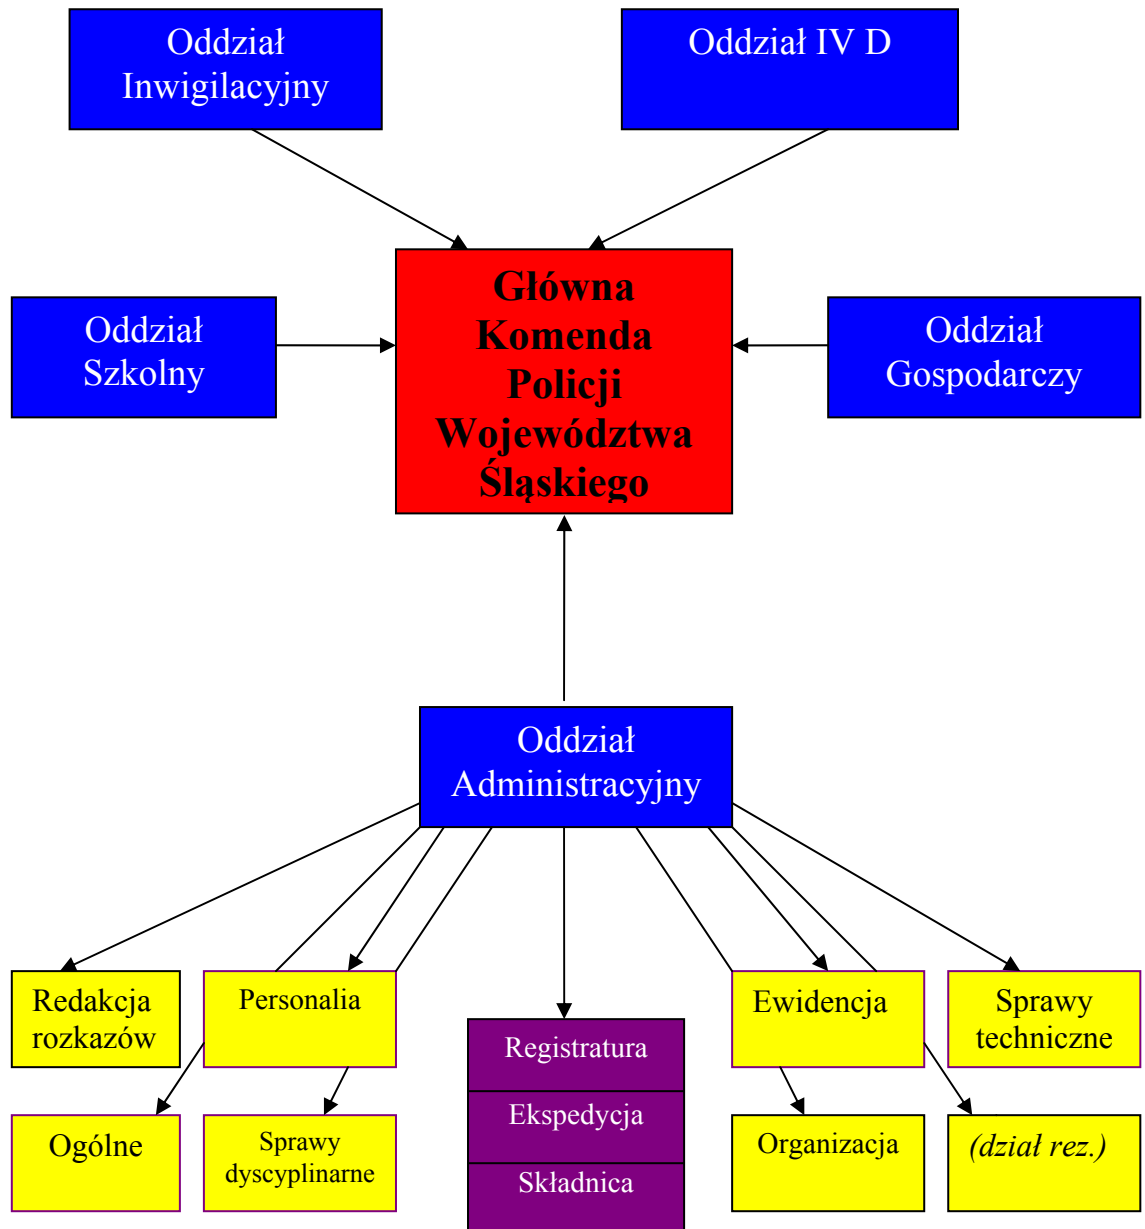 Oddział
Inwigilacyjny
Oddział IV D
Główna
Komenda
Policji
Województwa
Śląskiego
Oddział
Szkolny
Oddział
Gospodarczy
Oddział
Administracyjny
Redakcja
rozkazów
Personalia
Registratura
Ekspedycja
Składnica
Ewidencja
Sprawy
techniczne
Ogólne
Sprawy
dyscyplinarne
Organizacja
(dział rez.)